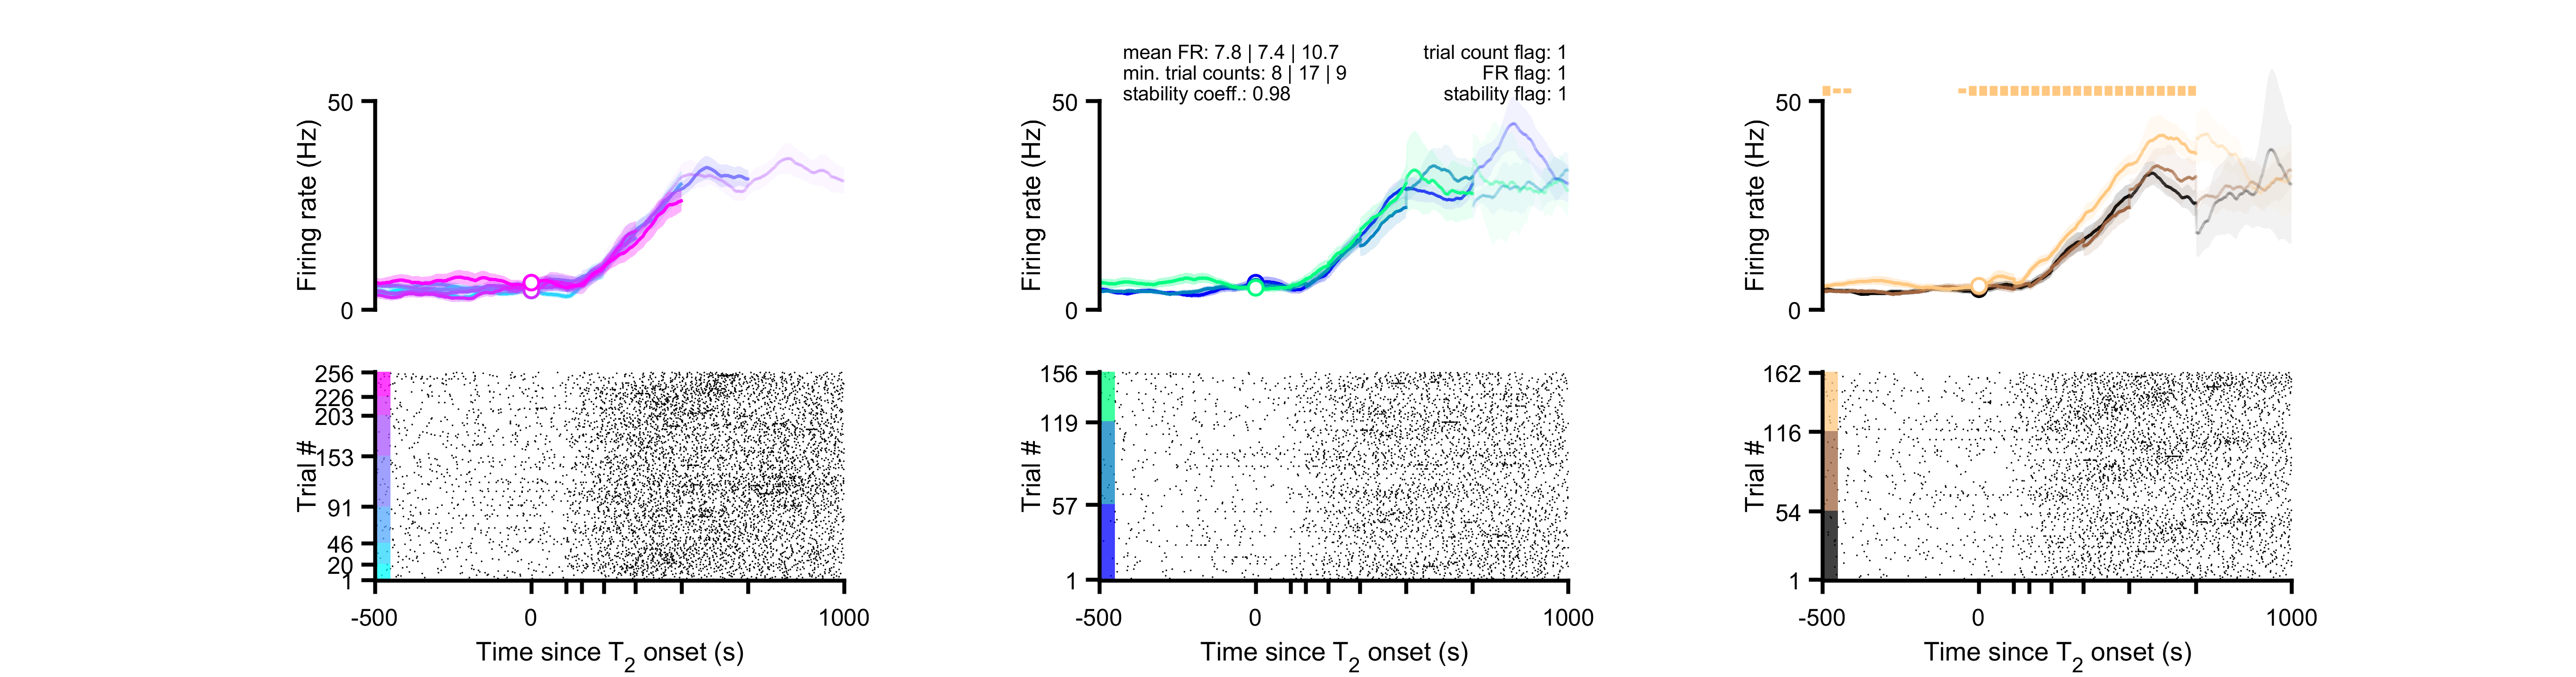 mean FR: 7.8 | 7.4 | 10.7
min. trial counts: 8 | 17 | 9
stability coeff.: 0.98
trial count flag: 1
FR flag: 1
stability flag: 1
50
Firing rate (Hz)
0
50
Firing rate (Hz)
0
50
Firing rate (Hz)
0
256
226
203
153
91
46
20
1
Trial #
-500
0
1000
Time since T2 onset (s)
156
119
57
1
Trial #
-500
0
1000
Time since T2 onset (s)
162
116
54
1
Trial #
-500
0
1000
Time since T2 onset (s)